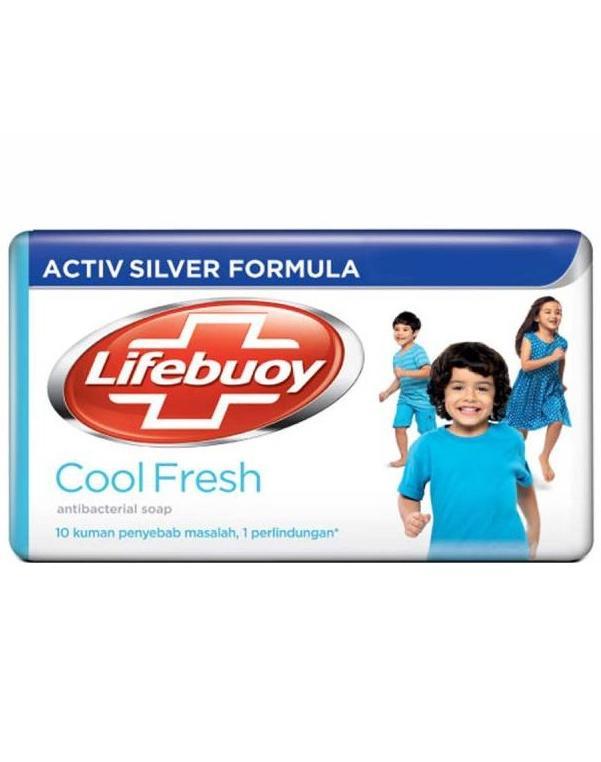 ACTIV SILVER FORMULA
Lifebuoy
Cool Fresh
antibacterial soap
10 kuman penyebab masalah, 1 perlindungan*